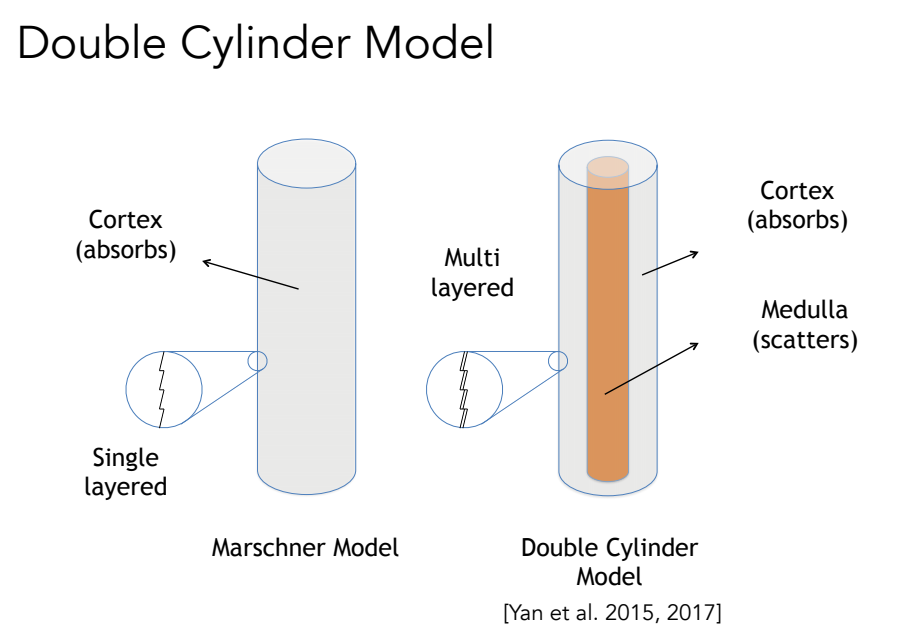 Double Cylinder Model
Cortex
(absorbs)
Single
layered
Marschner Model
Multi
layered
Cortex
(absorbs)
Medulla
(scatters)
Double Cylinder
Model
[Yan et al. 2015, 2017]